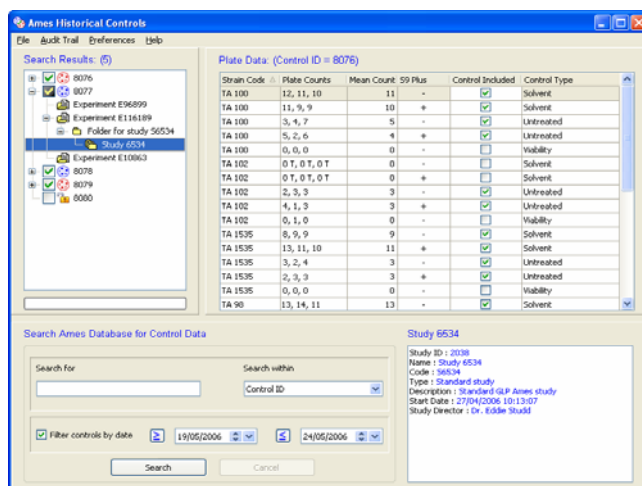 Ames Historical Controls
File Audit Trail Preferences Help
Search Results: (5)
8076
8077
Experiment E96899
Experiment E116189
Folder for study S6534
Study 6534
Experiment E10863
8078
8079
8080
Plate Data: (Control ID = 8076)
Strain Code Plate Counts Mean Count S9 Plus Control Included Control Type
TA 100 12, 11, 10 11 - Solvent
TA 100 11, 9, 9 10 + Solvent
TA 100 3, 4, 7 5 - Untreated
TA 100 5, 2, 6 4 + Untreated
TA 100 0, 0, 0 0 - Viability
TA 102 0 T, 0 T, 0 T 0 - Solvent
TA 102 0 T, 0 T, 0 T 0 + Solvent
TA 102 2, 3, 3 3 - Untreated
TA 102 4, 1, 3 3 + Untreated
TA 102 0, 1, 0 0 - Viability
TA 1535 8, 9, 9 9 - Solvent
TA 1535 13, 11, 10 11 + Solvent
TA 1535 3, 2, 4 3 - Untreated
TA 1535 2, 3, 3 3 + Untreated
TA 1535 0, 0, 0 0 - Viability
TA 98 13, 14, 11 13 - Solvent
Search Ames Database for Control Data
Search for Search within
Control ID
Filter controls by date ≥ 19/05/2006 ≤ 24/05/2006
Search Cancel
Study 6534
Study ID : 2038
Name : Study 6534
Code : S6534
Type : Standard study
Description : Standard GLP Ames study
Start Date : 27/04/2006 10:13:07
Study Director : Dr. Eddie Studd